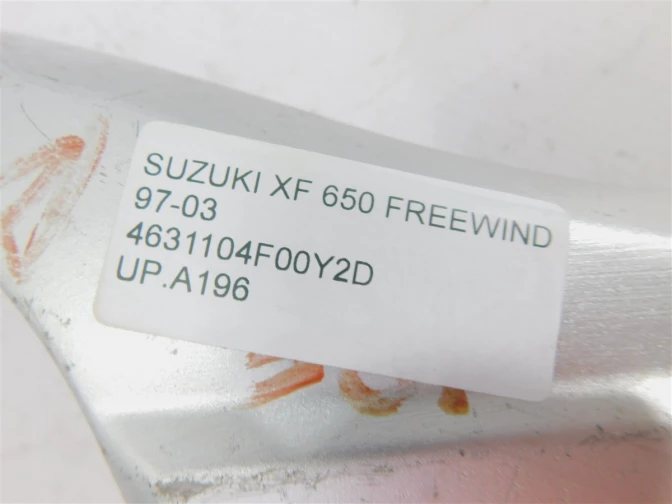 SUZUKI XF 650 FREEWIND
97-03
4631104F00Y2D
UP.A196